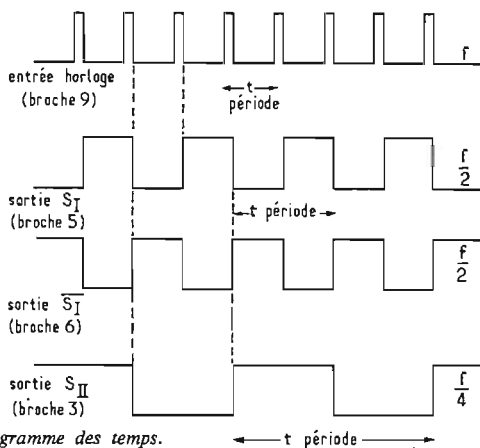 f
entrée horloge
(broche 9)
t
période
f/2
sortie S_I
(broche 5)
t période
f/2
sortie S̅_I̅
(broche 6)
f/4
sortie S_II
(broche 3)
gramme des temps.
t période